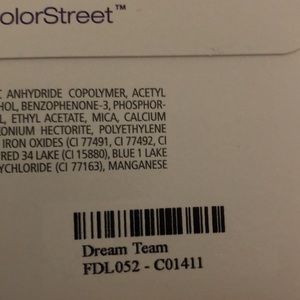 olorStreet™
C ANHYDRIDE COPOLYMER, ACETYL
HOL, BENZOPHENONE-3, PHOSPHOR-
L, ETHYL ACETATE, MICA, CALCIUM
ONIUM HECTORITE, POLYETHYLENE
IRON OXIDES (CI 77491, CI 77492, CI
RED 34 LAKE (CI 15880), BLUE 1 LAKE
YCHLORIDE (CI 77163), MANGANESE
Dream Team
FDL052 - C01411